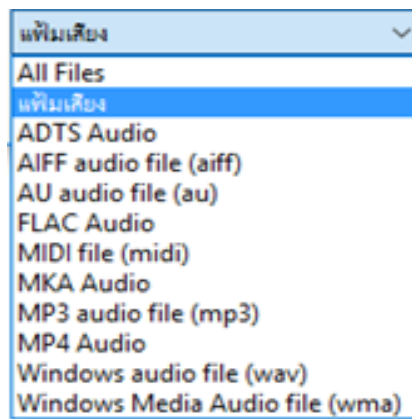 แฟ้มเสียง
All Files
แฟ้มเสียง
ADTS Audio
AIFF audio file (aiff)
AU audio file (au)
FLAC Audio
MIDI file (midi)
MKA Audio
MP3 audio file (mp3)
MP4 Audio
Windows audio file (wav)
Windows Media Audio file (wma)